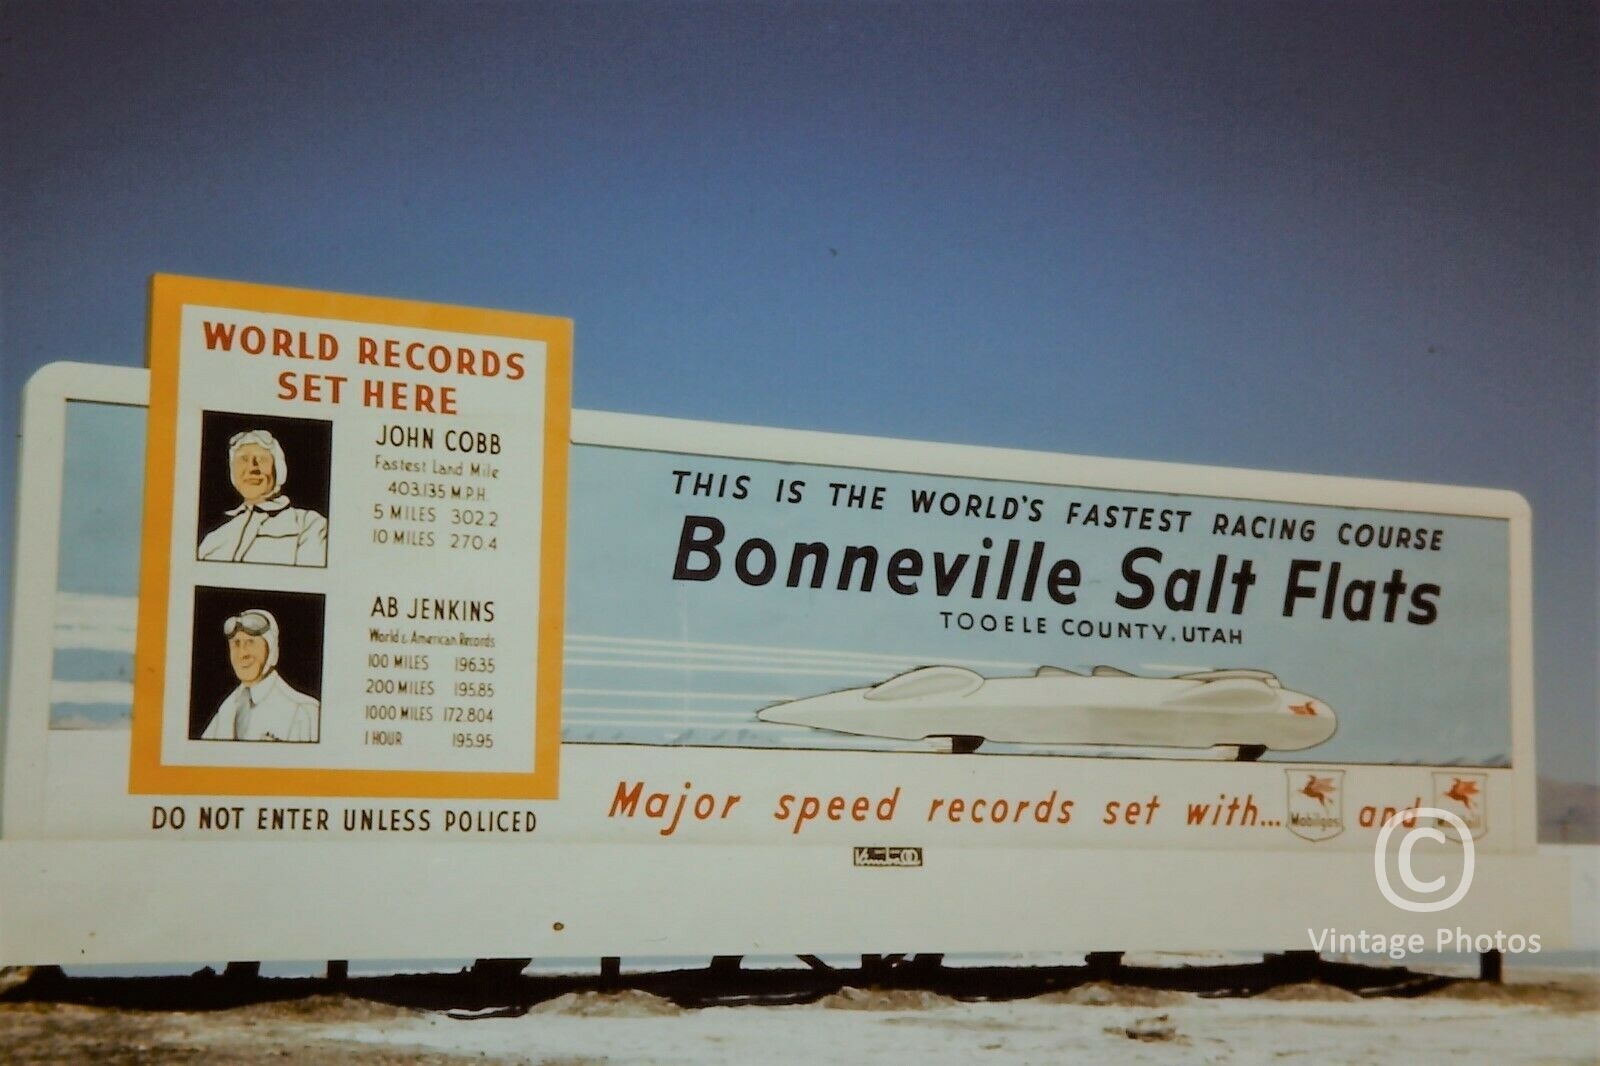 WORLD RECORDS
SET HERE
JOHN COBB
Fastest Land Mile
403.135 M.P.H.
5 MILES 302.2
10 MILES 270.4
AB JENKINS
World & American Records
100 MILES 196.35
200 MILES 195.85
1000 MILES 172.804
1 HOUR 195.95
DO NOT ENTER UNLESS POLICED
THIS IS THE WORLD'S FASTEST RACING COURSE
Bonneville Salt Flats
TOOELE COUNTY, UTAH
Major speed records set with... Mobilgas and
©
Vintage Photos